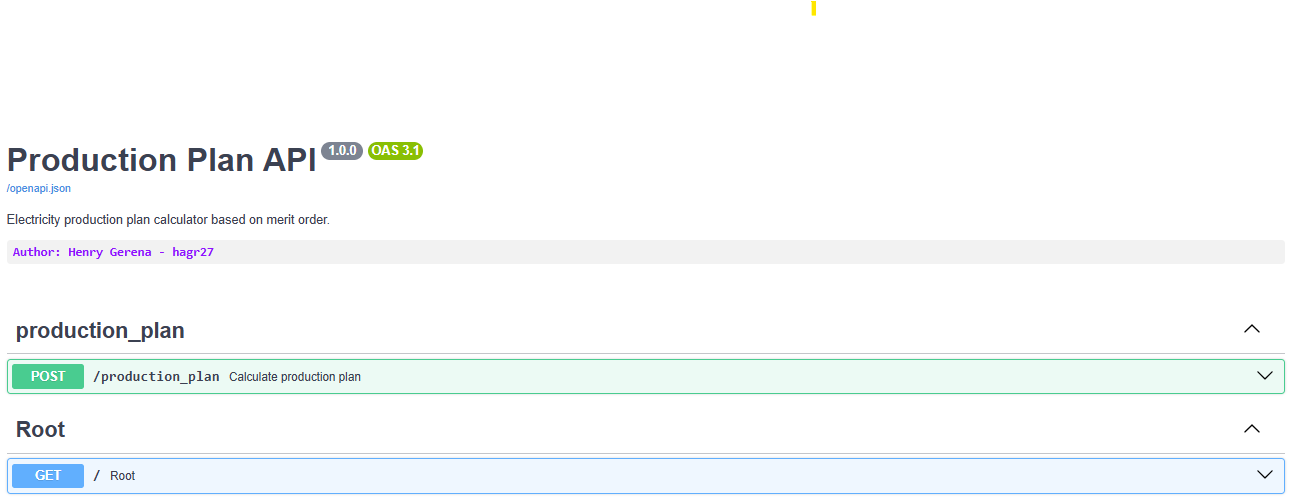 Production Plan API 1.0.0 OAS 3.1
/openapi.json
Electricity production plan calculator based on merit order.
Author: Henry Gerena - hagr27
production_plan
POST /production_plan Calculate production plan
Root
GET / Root